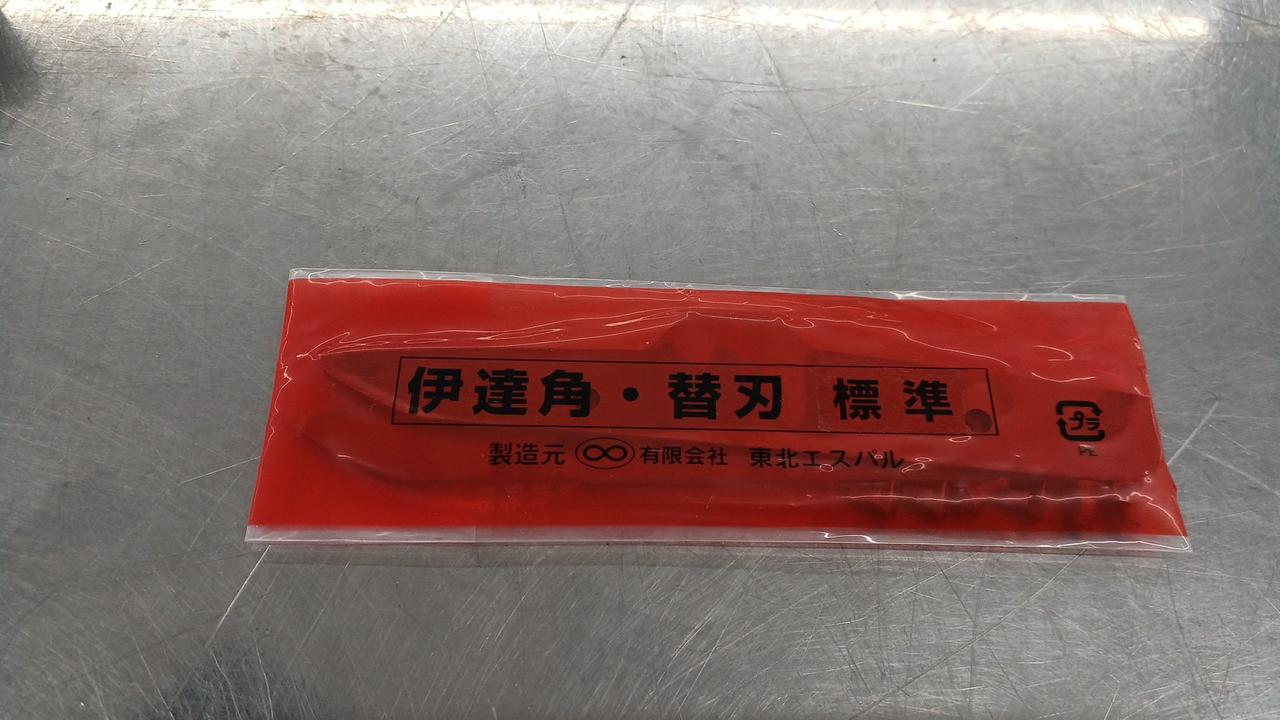 伊達角・替刃 標準
製造元 ∞ 有限会社 東北エスパル
プラ
PE